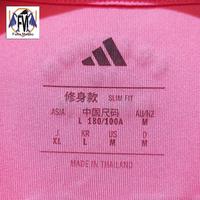 FVM
修身款 SLIM FIT
ASIA 中国尺码 AU/NZ
L 180/100A M
J KR US D
XL L M M
MADE IN THAILAND